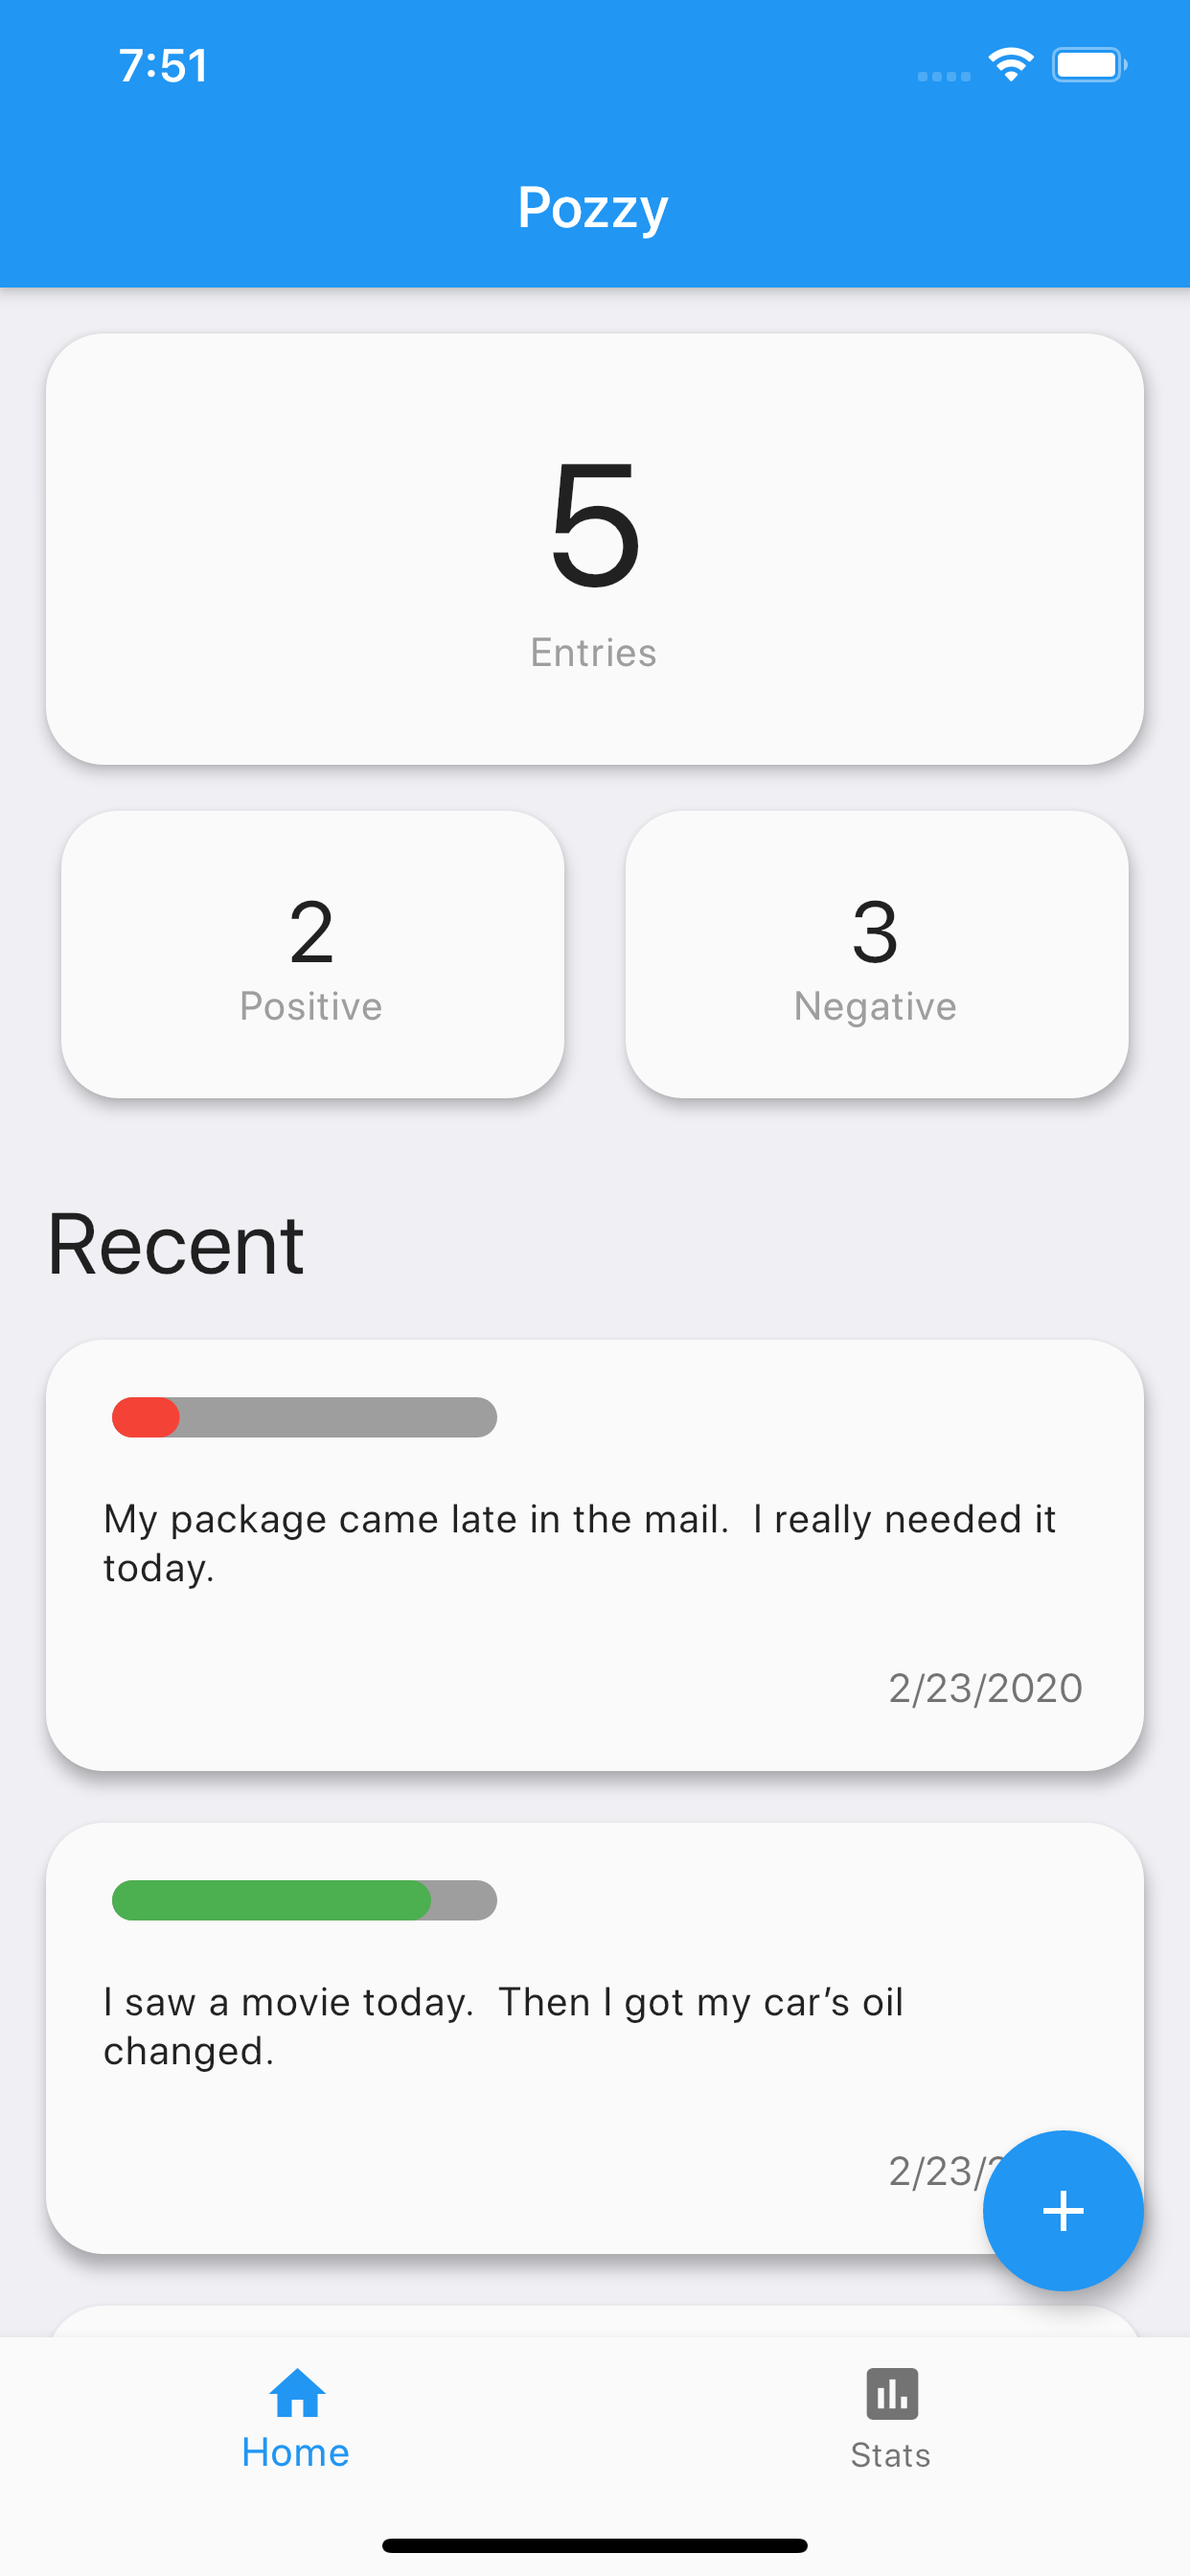 7:51
Pozzy
5
Entries
2
Positive
3
Negative
Recent
My package came late in the mail.  I really needed it
today.
2/23/2020
I saw a movie today.  Then I got my car’s oil
changed.
2/23/
+
Home
Stats